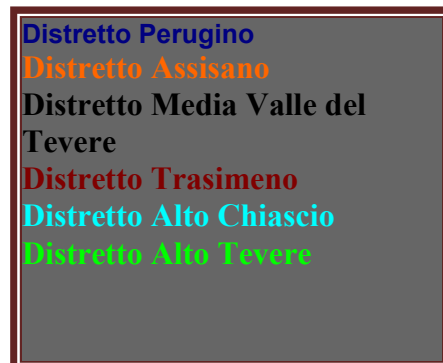 Distretto Perugino
Distretto Assisano
Distretto Media Valle del
Tevere
Distretto Trasimeno
Distretto Alto Chiascio
Distretto Alto Tevere